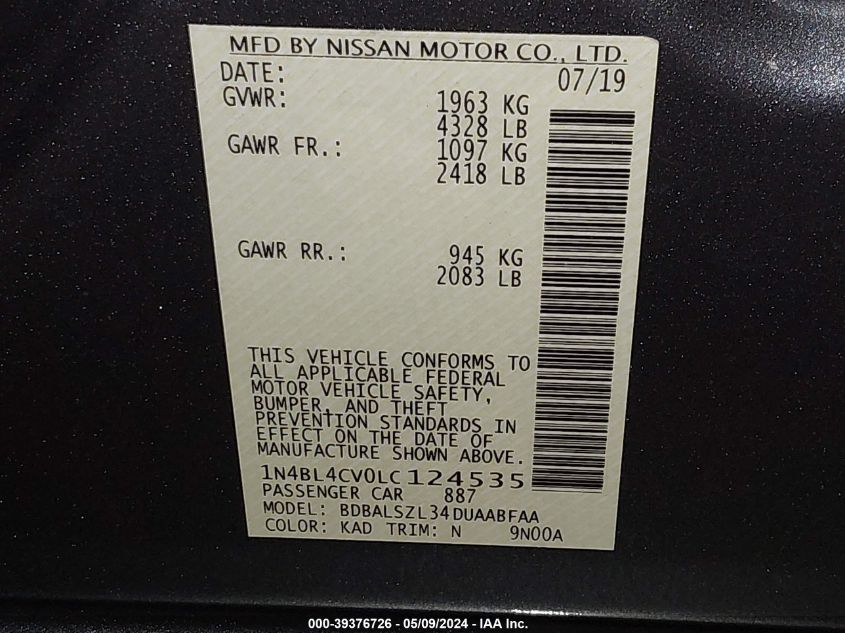 MFD BY NISSAN MOTOR CO., LTD.
DATE: 07/19
GVWR: 1963 KG
4328 LB
GAWR FR.: 1097 KG
2418 LB
GAWR RR.: 945 KG
2083 LB
THIS VEHICLE CONFORMS TO
ALL APPLICABLE FEDERAL
MOTOR VEHICLE SAFETY,
BUMPER, AND THEFT
PREVENTION STANDARDS IN
EFFECT ON THE DATE OF
MANUFACTURE SHOWN ABOVE.
1N4BL4CV0LC124535
PASSENGER CAR 887
MODEL: BDBALSZL34DUAABFAA
COLOR: KAD TRIM: N 9N00A
000-39376726 - 05/09/2024 - IAA Inc.